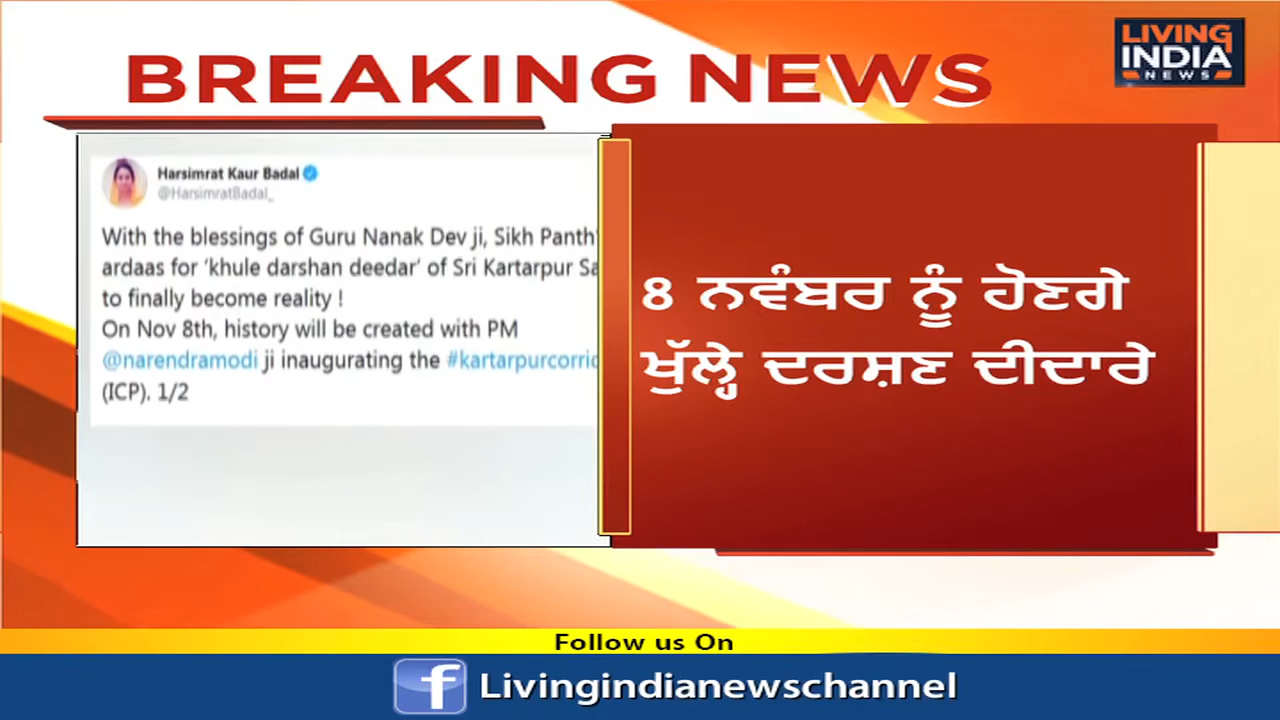 BREAKING NEWS
LIVING
INDIA
NEWS
Harsimrat Kaur Badal
@HarsimratBadal_
With the blessings of Guru Nanak Dev ji, Sikh Panth'
ardaas for 'khule darshan deedar' of Sri Kartarpur Sa
to finally become reality !
On Nov 8th, history will be created with PM
@narendramodi ji inaugurating the #kartarpurcorric
(ICP). 1/2
8 ਨਵੰਬਰ ਨੂੰ ਹੋਣਗੇ
ਖੁੱਲ੍ਹੇ ਦਰਸ਼ਣ ਦੀਦਾਰੇ
Follow us On
f Livingindianewschannel